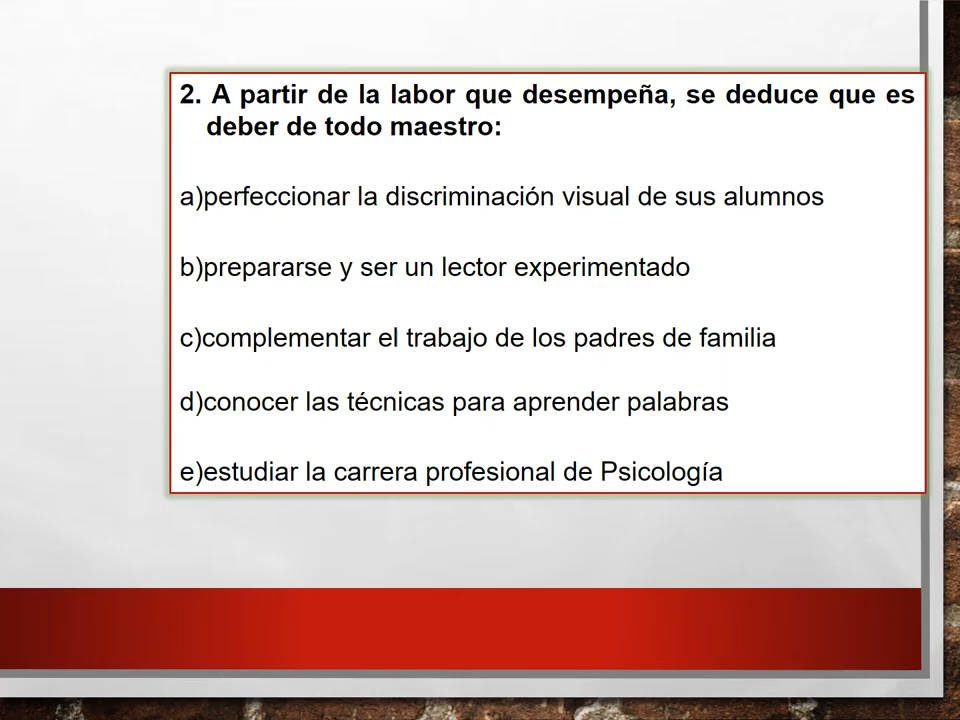 2. A partir de la labor que desempeña, se deduce que es
deber de todo maestro:
a)perfeccionar la discriminación visual de sus alumnos
b)prepararse y ser un lector experimentado
c)complementar el trabajo de los padres de familia
d)conocer las técnicas para aprender palabras
e)estudiar la carrera profesional de Psicología